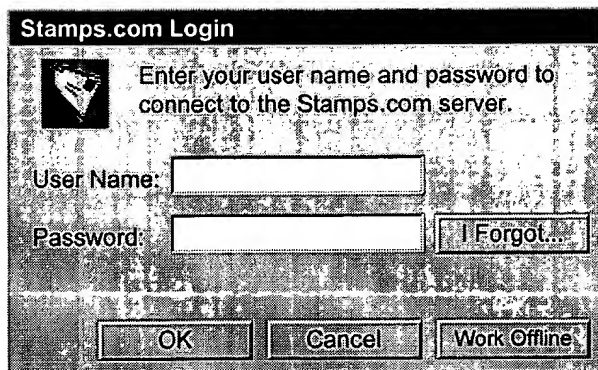 Stamps.com Login
Enter your user name and password to
connect to the Stamps.com server.
User Name:
Password:
I Forgot...
OK
Cancel
Work Offline